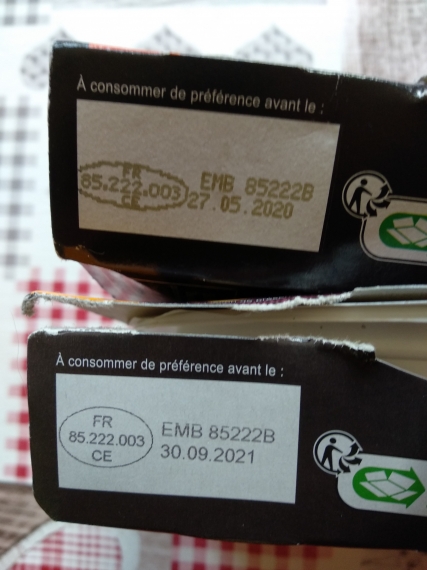 À consommer de préférence avant le :
FR
85.222.003
CE
EMB 85222B
27.05.2020
À consommer de préférence avant le :
FR
85.222.003
CE
EMB 85222B
30.09.2021